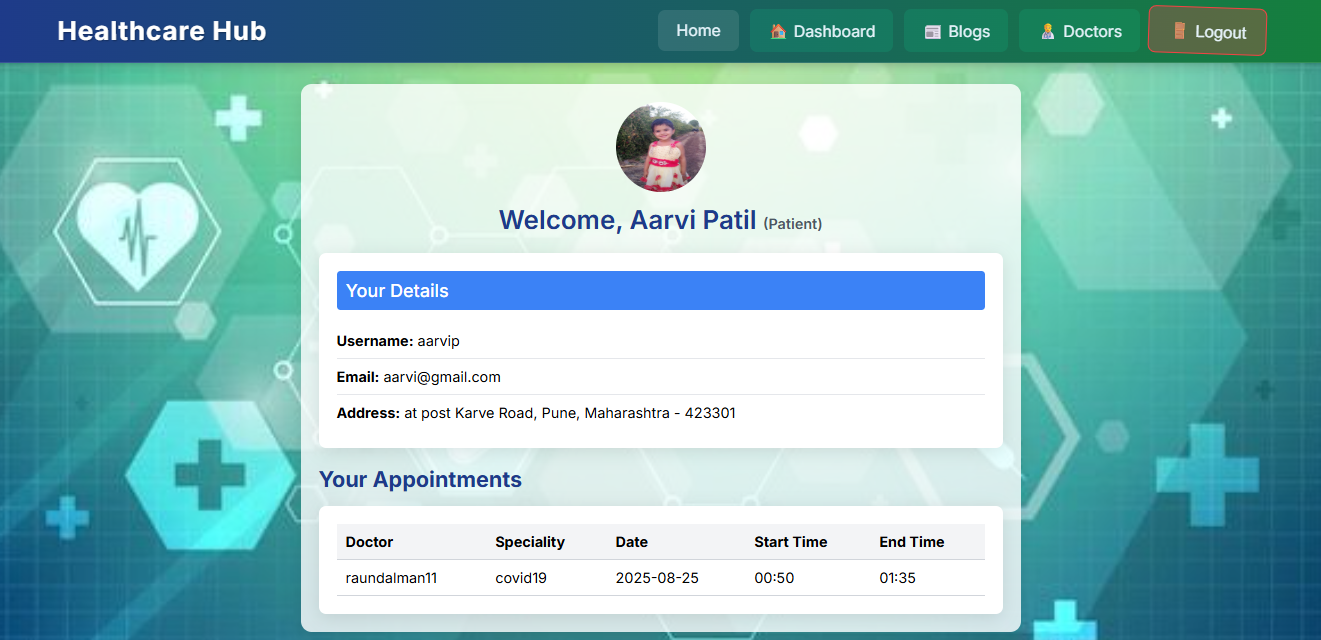 Healthcare Hub
Home Dashboard Blogs Doctors Logout
Welcome, Aarvi Patil (Patient)
Your Details
Username: aarvip
Email: aarvi@gmail.com
Address: at post Karve Road, Pune, Maharashtra - 423301
Your Appointments
Doctor Speciality Date Start Time End Time
raundalman11 covid19 2025-08-25 00:50 01:35